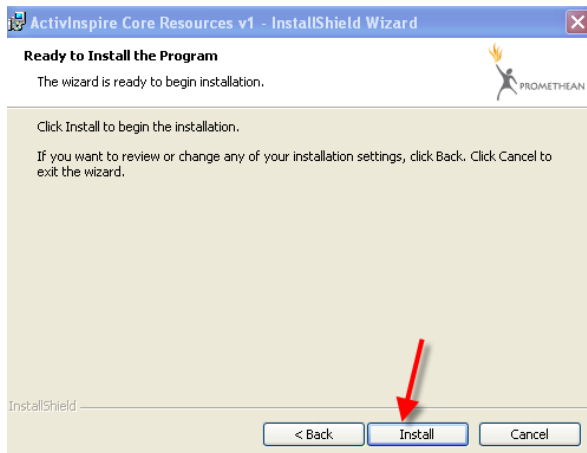 ActivInspire Core Resources v1 - InstallShield Wizard
Ready to Install the Program
The wizard is ready to begin installation.
PROMETHEAN
Click Install to begin the installation.
If you want to review or change any of your installation settings, click Back. Click Cancel to
exit the wizard.
InstallShield
< Back Install Cancel